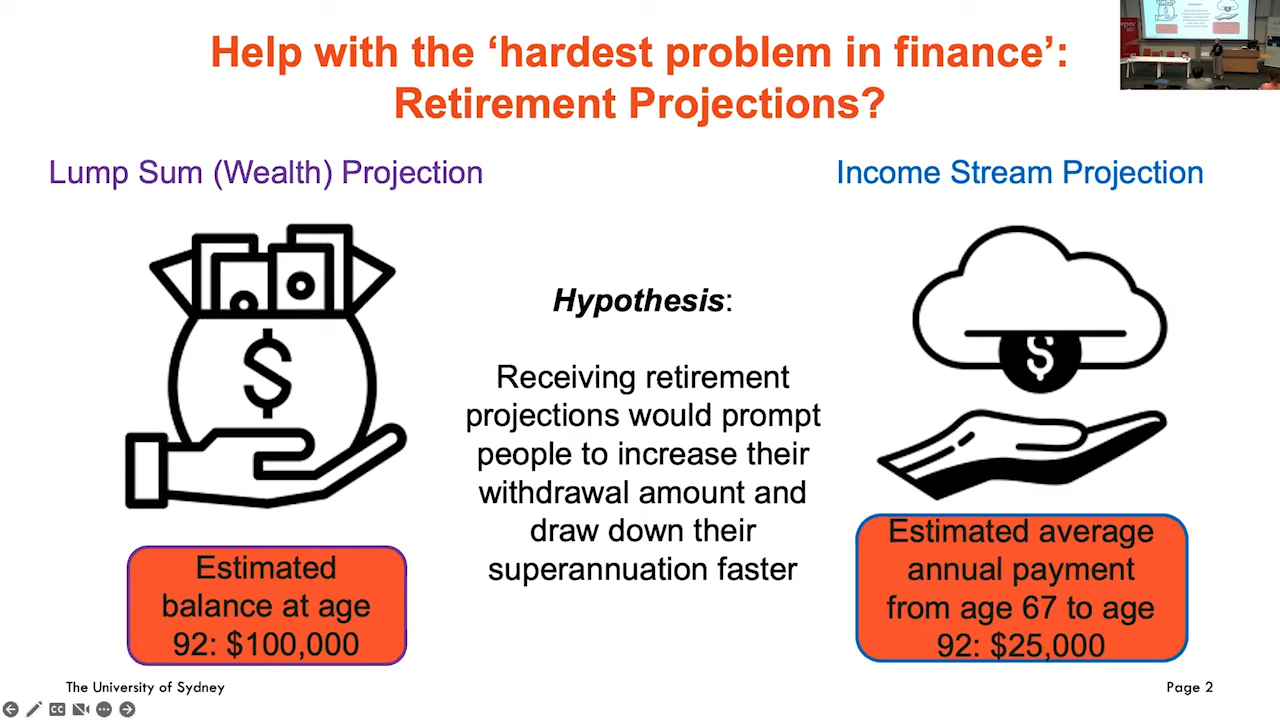 Help with the ‘hardest problem in finance’:
Retirement Projections?
Lump Sum (Wealth) Projection
Income Stream Projection
$
$
Hypothesis:
Receiving retirement
projections would prompt
people to increase their
withdrawal amount and
draw down their
superannuation faster
Estimated
balance at age
92: $100,000
Estimated average
annual payment
from age 67 to age
92: $25,000
The University of Sydney
Page 2
CC